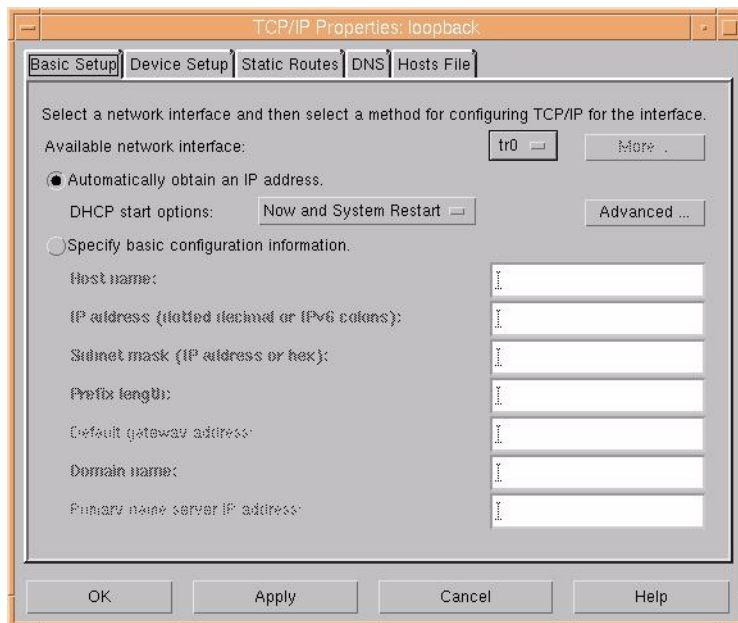 TCP/IP Properties: loopback
Basic Setup Device Setup Static Routes DNS Hosts File
Select a network interface and then select a method for configuring TCP/IP for the interface.
Available network interface: tr0 More ...
Automatically obtain an IP address.
DHCP start options: Now and System Restart Advanced ...
Specify basic configuration information.
Host name:
IP address (dotted decimal or IPv6 colons):
Subnet mask (IP address or hex):
Prefix length:
Default gateway address:
Domain name:
Primary name server IP address:
OK Apply Cancel Help